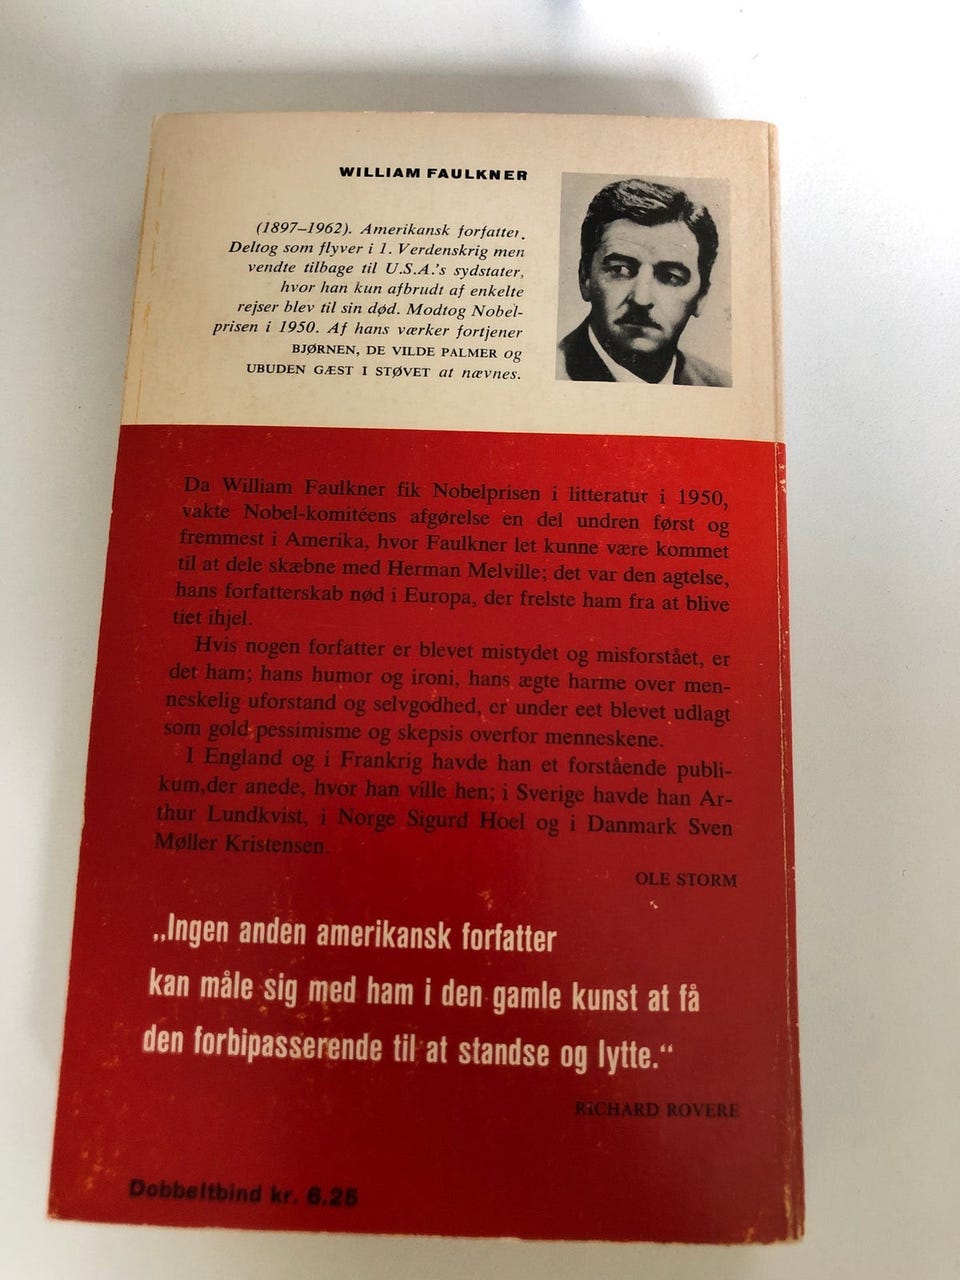 WILLIAM FAULKNER
(1897–1962). Amerikansk forfatter.
Deltog som flyver i 1. Verdenskrig men
vendte tilbage til U.S.A.'s sydstater,
hvor han kun afbrudt af enkelte
rejser blev til sin død. Modtog Nobel-
prisen i 1950. Af hans værker fortjener
BJØRNEN, DE VILDE PALMER og
UBUDEN GÆST I STØVET at nævnes.
Da William Faulkner fik Nobelprisen i litteratur i 1950,
vakte Nobel-komitéens afgørelse en del undren først og
fremmest i Amerika, hvor Faulkner let kunne være kommet
til at dele skæbne med Herman Melville; det var den agtelse,
hans forfatterskab nød i Europa, der frelste ham fra at blive
tiet ihjel.
Hvis nogen forfatter er blevet mistydet og misforstået, er
det ham; hans humor og ironi, hans ægte harme over men-
neskelig uforstand og selvgodhed, er under eet blevet udlagt
som gold pessimisme og skepsis overfor menneskene.
I England og i Frankrig havde han et forstående publi-
kum,der anede, hvor han ville hen; i Sverige havde han Ar-
thur Lundkvist, i Norge Sigurd Hoel og i Danmark Sven
Møller Kristensen.
OLE STORM
„Ingen anden amerikansk forfatter
kan måle sig med ham i den gamle kunst at få
den forbipasserende til at standse og lytte.“
RICHARD ROVERE
Dobbeltbind kr. 6.25